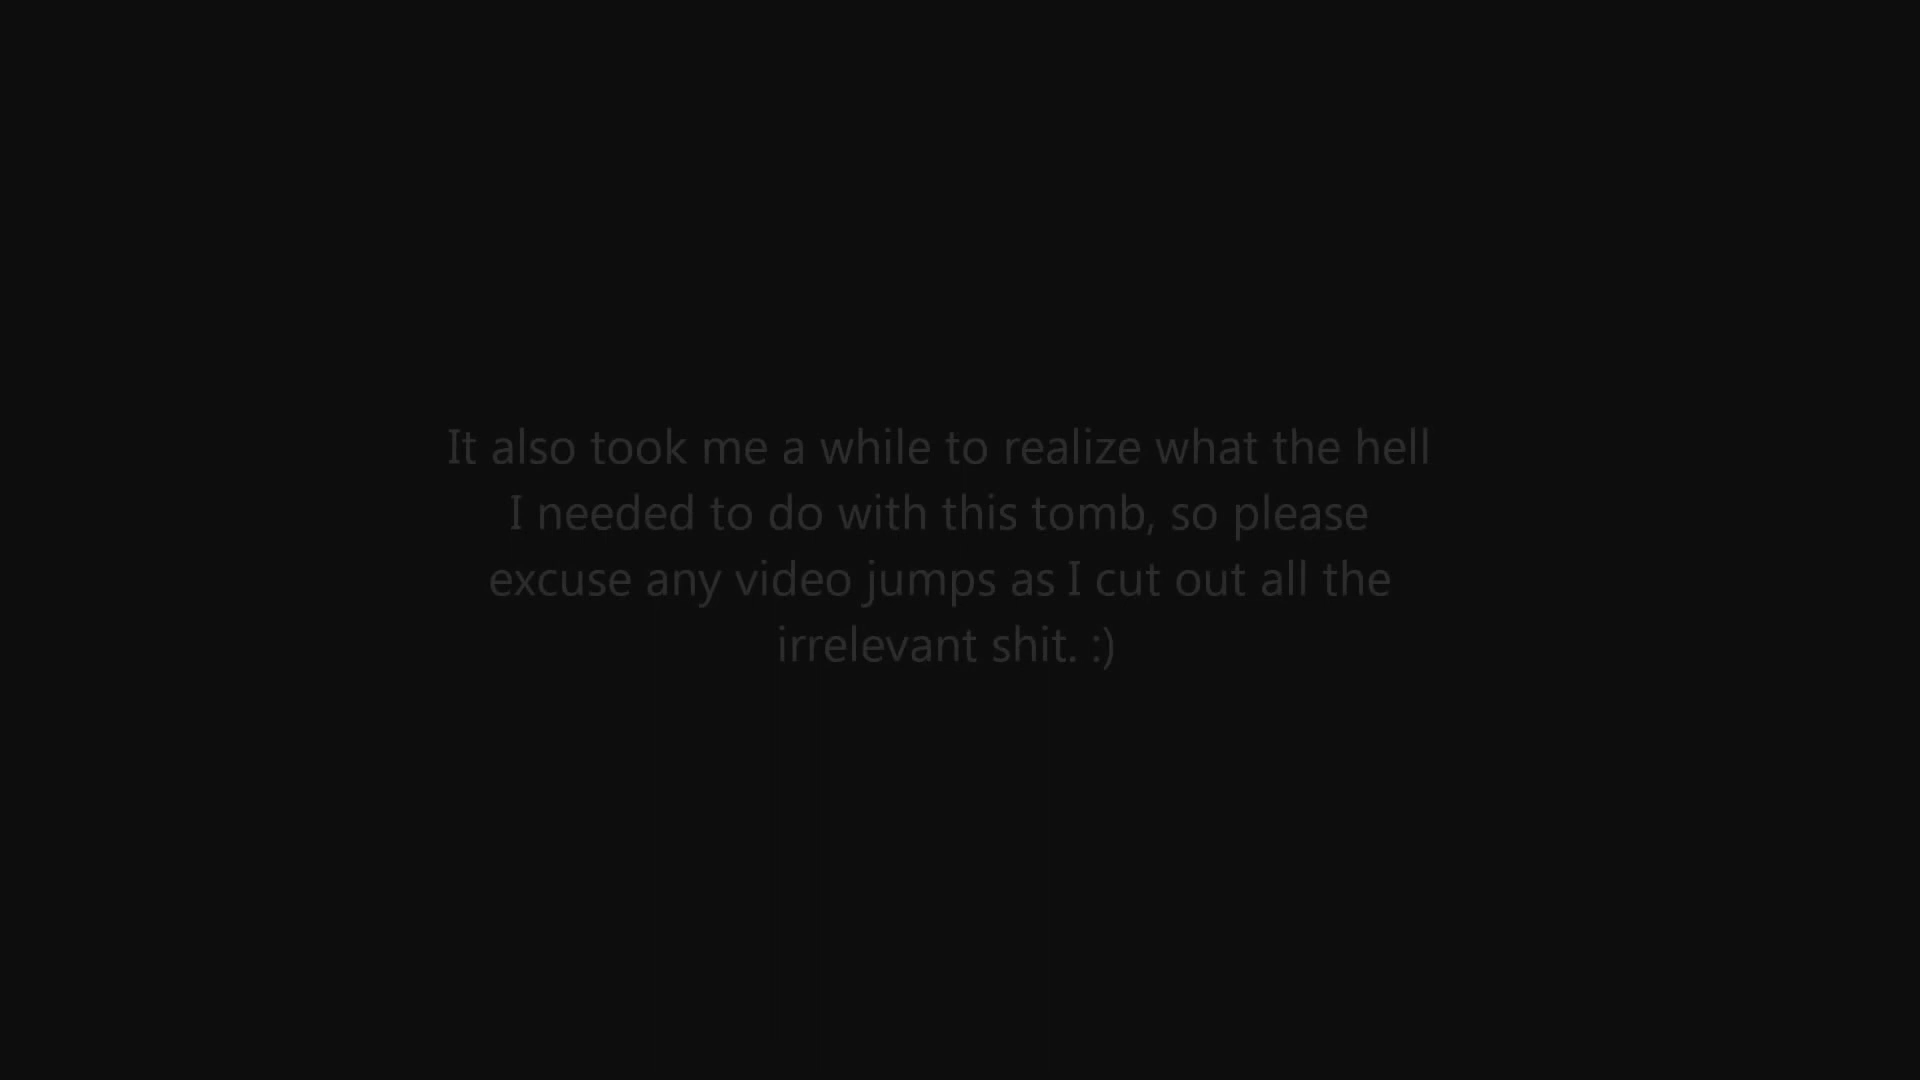 It also took me a while to realize what the hell
I needed to do with this tomb, so please
excuse any video jumps as I cut out all the
irrelevant shit. :)